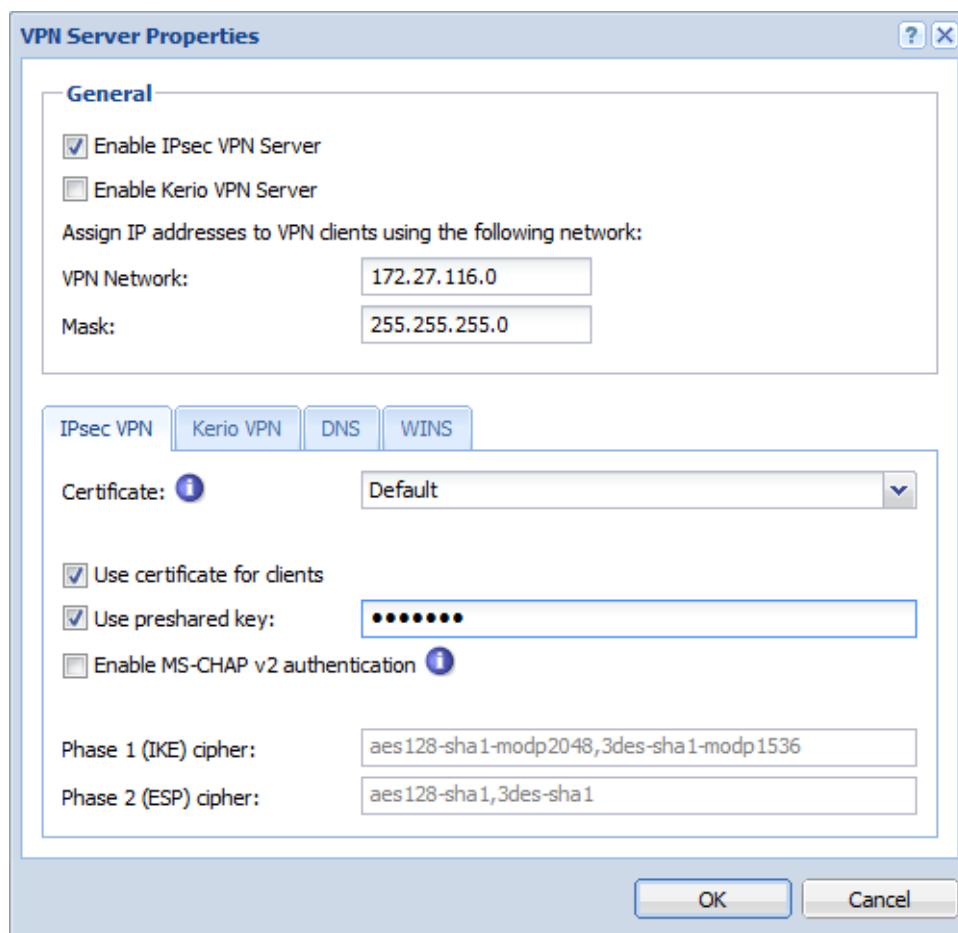 VPN Server Properties
General
Enable IPsec VPN Server
Enable Kerio VPN Server
Assign IP addresses to VPN clients using the following network:
VPN Network: 172.27.116.0
Mask: 255.255.255.0
IPsec VPN Kerio VPN DNS WINS
Certificate: Default
Use certificate for clients
Use preshared key: •••••••
Enable MS-CHAP v2 authentication
Phase 1 (IKE) cipher: aes128-sha1-modp2048,3des-sha1-modp1536
Phase 2 (ESP) cipher: aes128-sha1,3des-sha1
OK Cancel